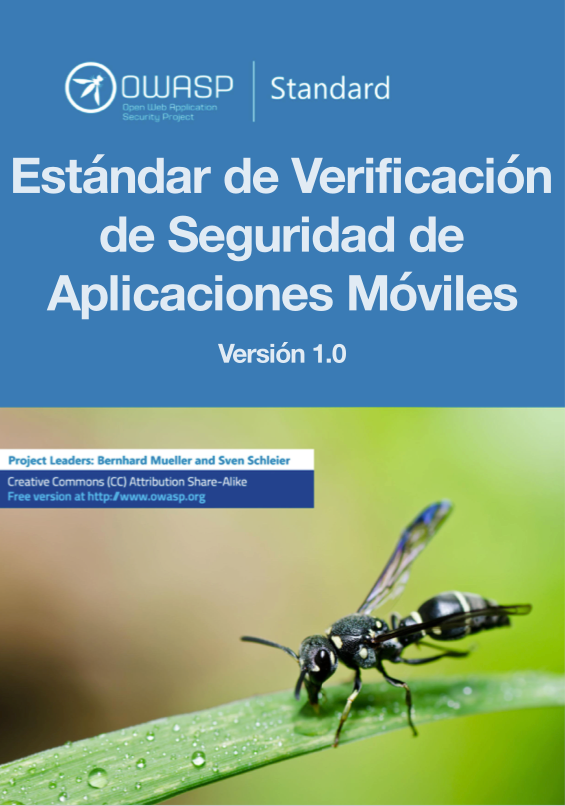 OWASP
Open Web Application
Security Project
Standard
Estándar de Verificación
de Seguridad de
Aplicaciones Móviles
Versión 1.0
Project Leaders: Bernhard Mueller and Sven Schleier
Creative Commons (CC) Attribution Share-Alike
Free version at http://www.owasp.org